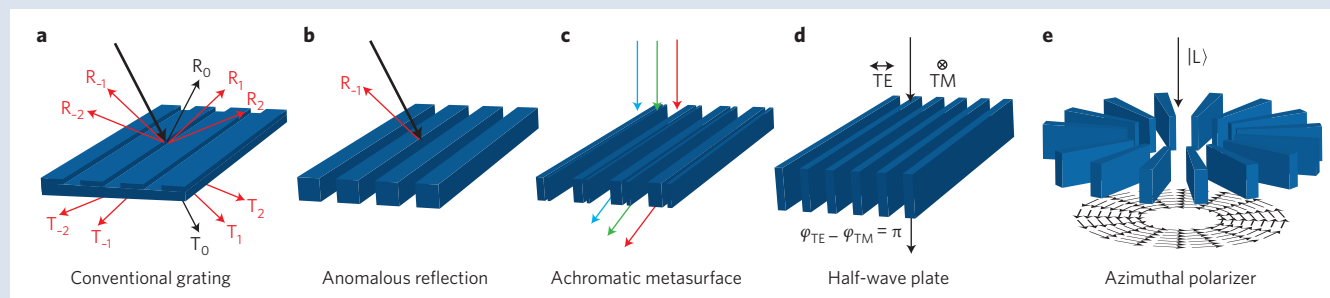 a
R₋₂
R₋₁
R₀
R₁
R₂
T₋₂
T₋₁
T₀
T₁
T₂
Conventional grating
b
R₋₁
Anomalous reflection
c
Achromatic metasurface
d
TE
⊗
TM
φTE – φTM = π
Half-wave plate
e
|L⟩
Azimuthal polarizer